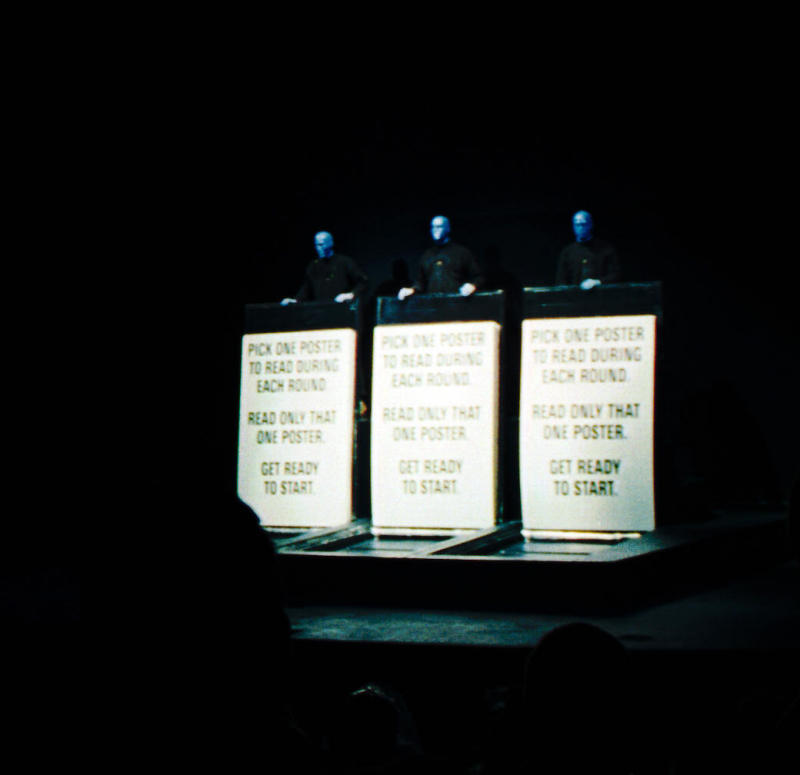 PICK ONE POSTER
TO READ DURING
EACH ROUND.
READ ONLY THAT
ONE POSTER.
GET READY
TO START.
PICK ONE POSTER
TO READ DURING
EACH ROUND.
READ ONLY THAT
ONE POSTER.
GET READY
TO START.
PICK ONE POSTER
TO READ DURING
EACH ROUND.
READ ONLY THAT
ONE POSTER.
GET READY
TO START.